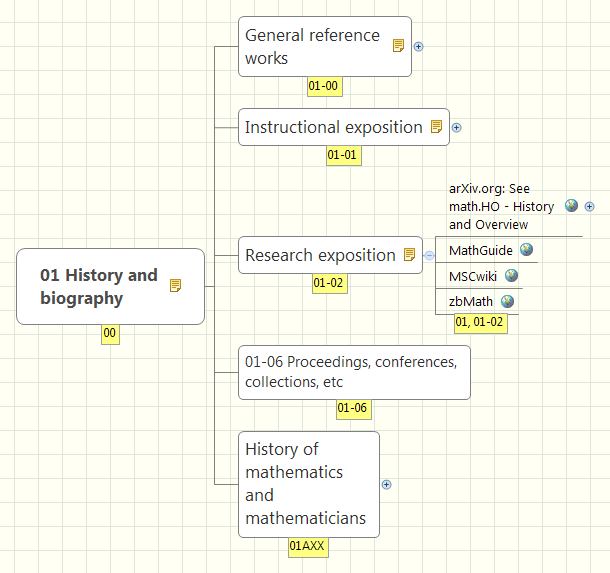 General reference
works
01-00
Instructional exposition
01-01
arXiv.org: See
math.HO - History
and Overview
Research exposition
MathGuide
MSCwiki
zbMath
01, 01-02
01-02
01 History and
biography
00
01-06 Proceedings, conferences,
collections, etc
01-06
History of
mathematics
and
mathematicians
01AXX